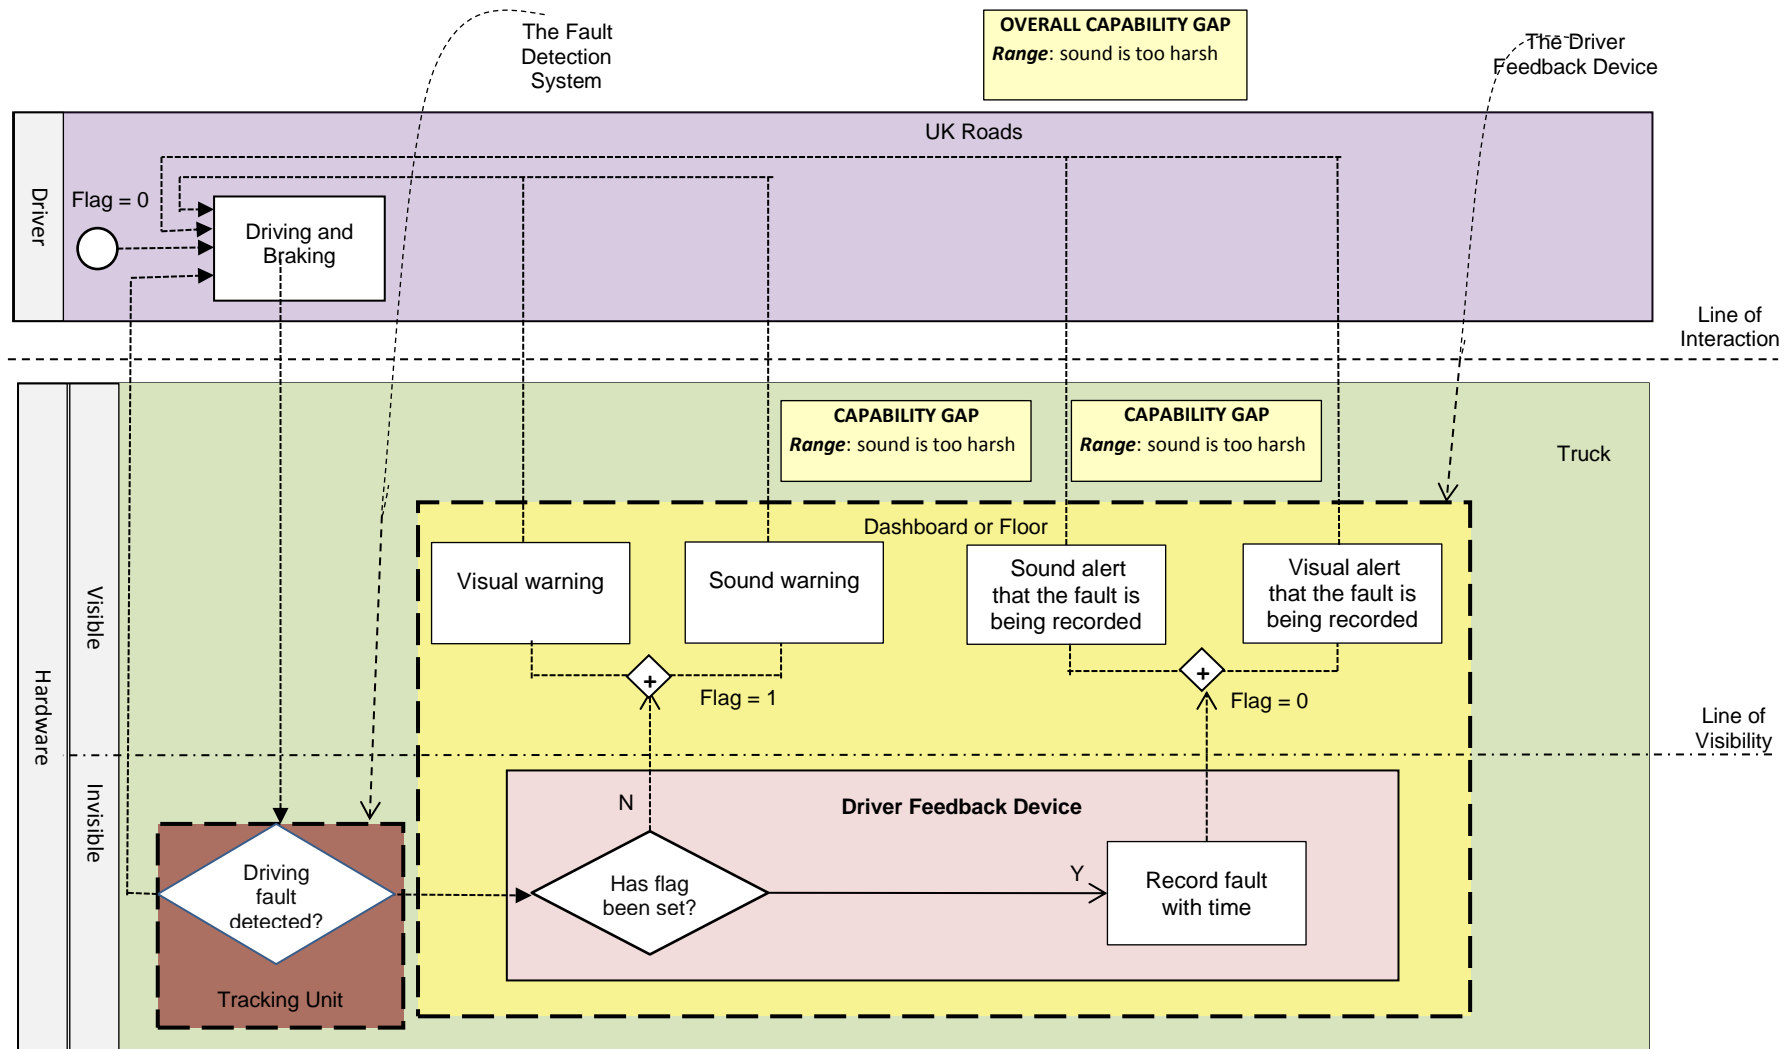 The Fault
Detection
System
OVERALL CAPABILITY GAP
Range: sound is too harsh
The Driver
Feedback Device
UK Roads
Driver
Flag = 0
Driving and
Braking
Line of
Interaction
CAPABILITY GAP
Range: sound is too harsh
CAPABILITY GAP
Range: sound is too harsh
Truck
Dashboard or Floor
Visual warning
Sound warning
Sound alert
that the fault is
being recorded
Visual alert
that the fault is
being recorded
Visible
Hardware
+
Flag = 1
+
Flag = 0
Line of
Visibility
Invisible
N
Driver Feedback Device
Driving
fault
detected?
Has flag
been set?
Y
Record fault
with time
Tracking Unit